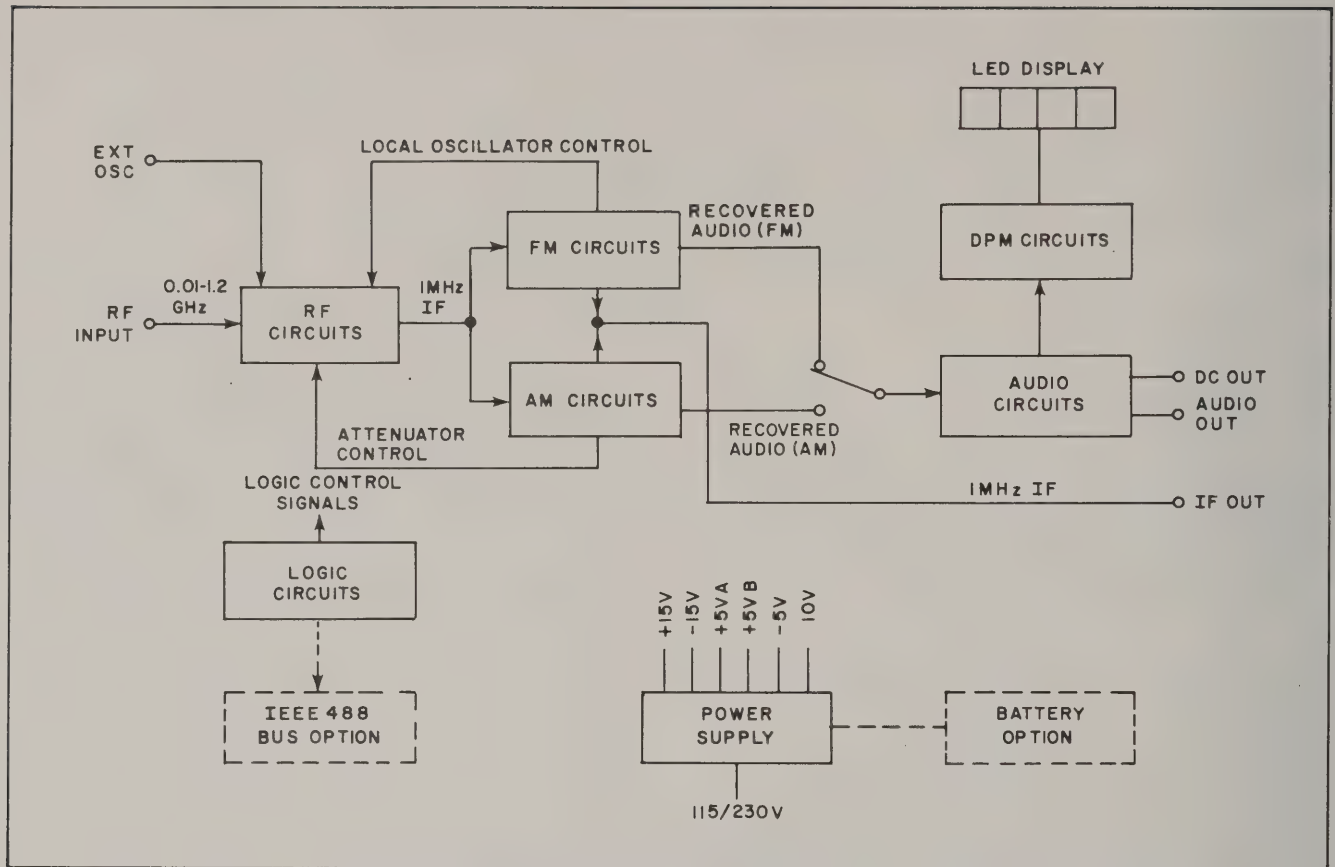 LED DISPLAY
EXT
OSC
LOCAL OSCILLATOR CONTROL
RECOVERED
AUDIO (FM)
FM CIRCUITS
DPM CIRCUITS
0.01-1.2
GHz
1MHz
IF
RF
INPUT
RF
CIRCUITS
AM CIRCUITS
AUDIO
CIRCUITS
DC OUT
AUDIO
OUT
ATTENUATOR
CONTROL
RECOVERED
AUDIO (AM)
LOGIC CONTROL
SIGNALS
1MHz IF
IF OUT
LOGIC
CIRCUITS
+15V
-15V
+5VA
+5VB
-5V
10V
IEEE 488
BUS OPTION
POWER
SUPPLY
BATTERY
OPTION
115/230V